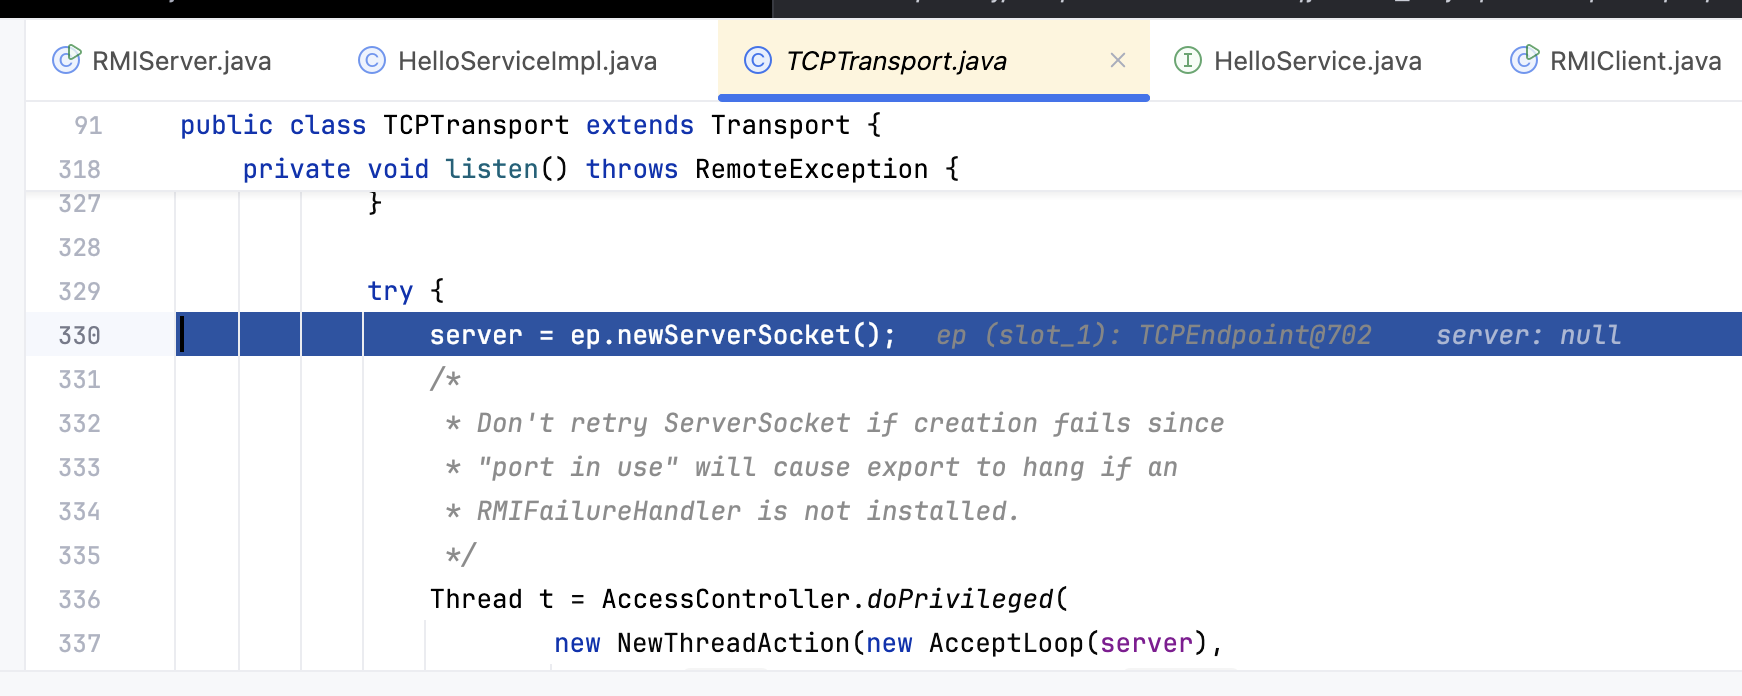 RMIServer.java HelloServiceImpl.java TCPTransport.java HelloService.java RMIClient.java
91 public class TCPTransport extends Transport {
318 private void listen() throws RemoteException {
327 }
328
329 try {
330 server = ep.newServerSocket(); ep (slot_1): TCPEndpoint@702 server: null
331 /*
332 * Don't retry ServerSocket if creation fails since
333 * "port in use" will cause export to hang if an
334 * RMIFailureHandler is not installed.
335 */
336 Thread t = AccessController.doPrivileged(
337 new NewThreadAction(new AcceptLoop(server),